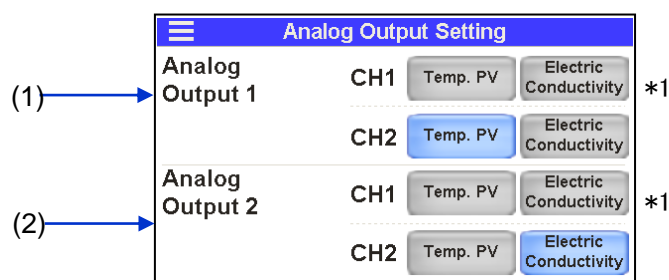 Analog Output Setting
Analog
Output 1
CH1
Temp. PV
Electric
Conductivity
*1
(1)
CH2
Temp. PV
Electric
Conductivity
Analog
Output 2
CH1
Temp. PV
Electric
Conductivity
*1
(2)
CH2
Temp. PV
Electric
Conductivity